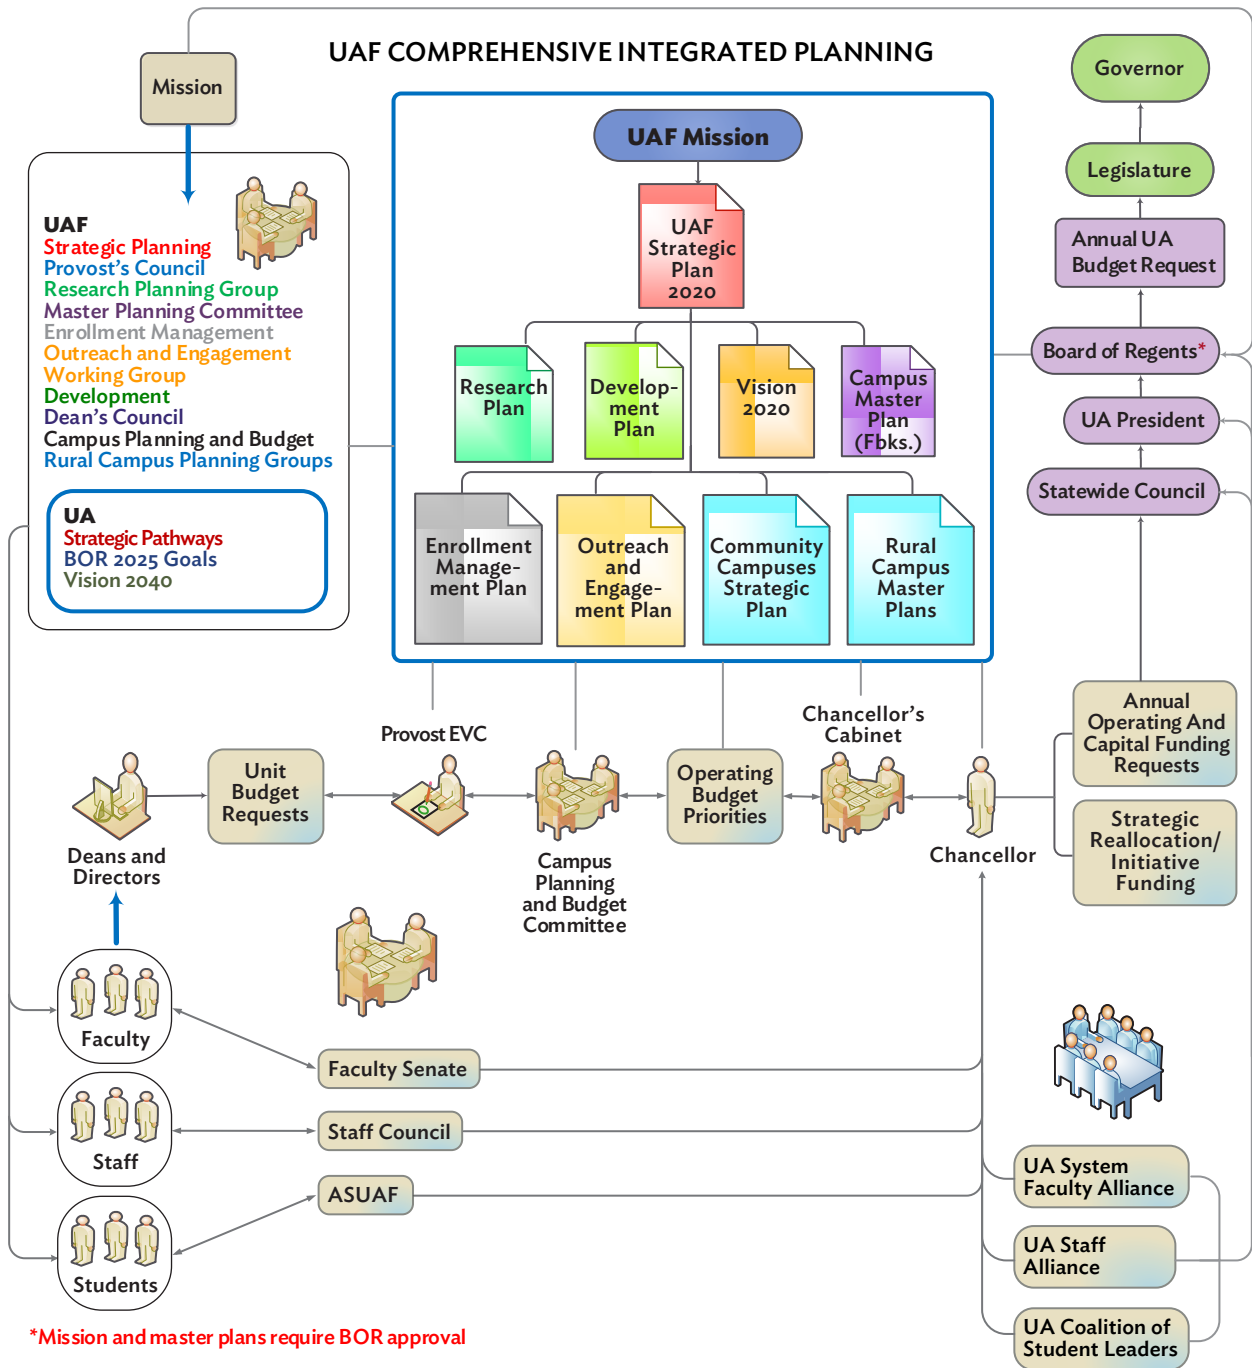 UAF COMPREHENSIVE INTEGRATED PLANNING
Mission
UAF
Strategic Planning
Provost's Council
Research Planning Group
Master Planning Committee
Enrollment Management
Outreach and Engagement
Working Group
Development
Dean's Council
Campus Planning and Budget
Rural Campus Planning Groups
UA
Strategic Pathways
BOR 2025 Goals
Vision 2040
UAF Mission
UAF
Strategic
Plan
2020
Research
Plan
Develop-
ment
Plan
Vision
2020
Campus
Master
Plan
(Fbks.)
Enrollment
Manage-
ment Plan
Outreach
and
Engage-
ment Plan
Community
Campuses
Strategic
Plan
Rural
Campus
Master
Plans
Governor
Legislature
Annual UA
Budget Request
Board of Regents*
UA President
Statewide Council
Annual
Operating And
Capital Funding
Requests
Strategic
Reallocation/
Initiative
Funding
Deans and
Directors
Unit
Budget
Requests
Provost EVC
Campus
Planning
and Budget
Committee
Operating
Budget
Priorities
Chancellor's
Cabinet
Chancellor
Faculty
Staff
Students
Faculty Senate
Staff Council
ASUAF
UA System
Faculty Alliance
UA Staff
Alliance
UA Coalition of
Student Leaders
*Mission and master plans require BOR approval